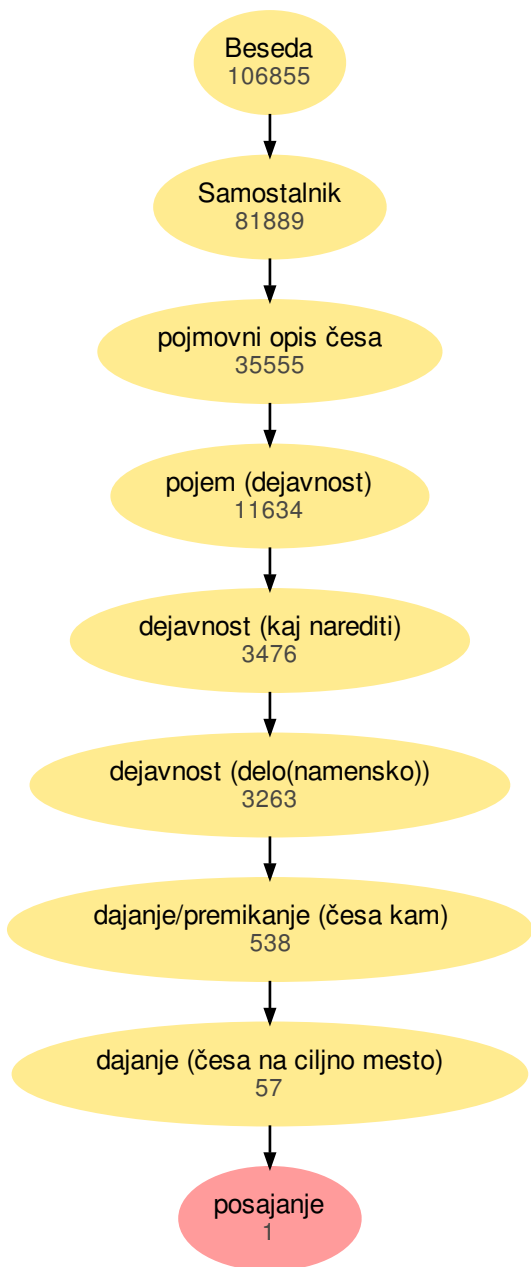 Beseda
106855
Samostalnik
81889
pojmovni opis česa
35555
pojem (dejavnost)
11634
dejavnost (kaj narediti)
3476
dejavnost (delo(namensko))
3263
dajanje/premikanje (česa kam)
538
dajanje (česa na ciljno mesto)
57
posajanje
1